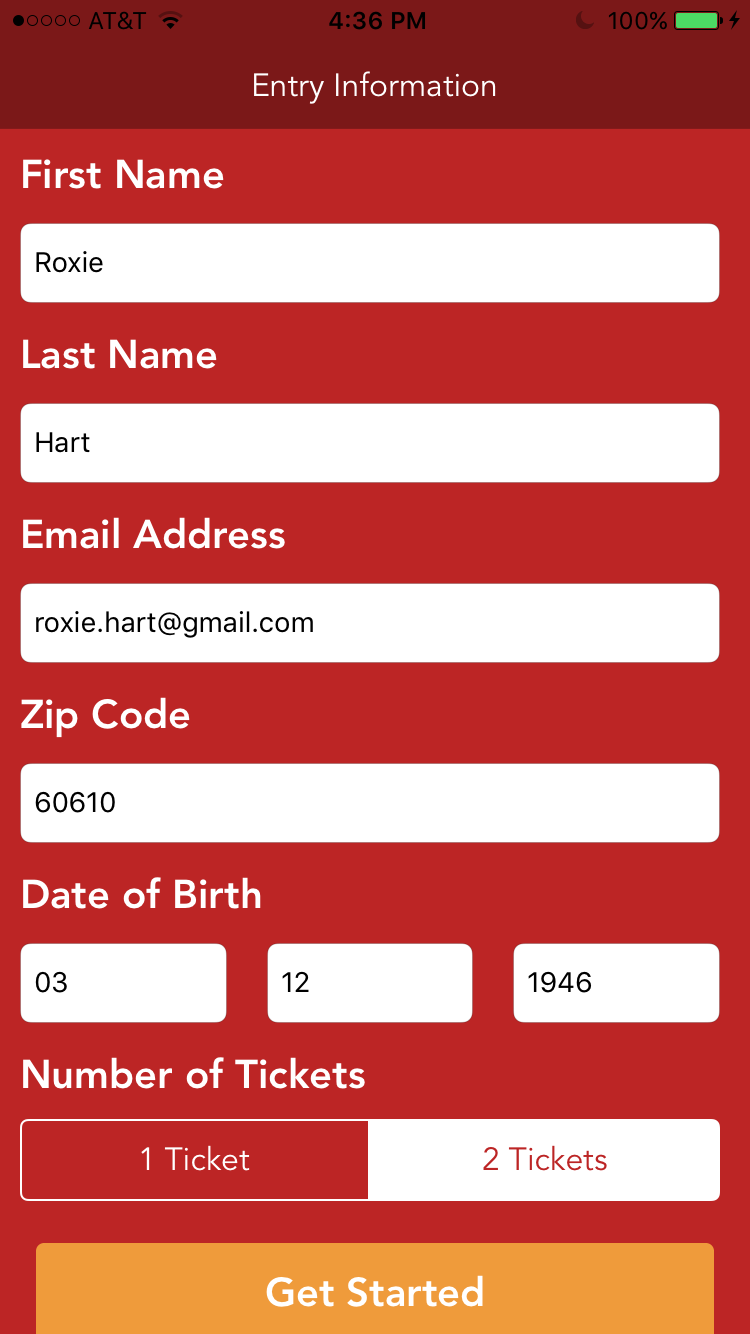 AT&T 4:36 PM 100%
Entry Information
First Name
Roxie
Last Name
Hart
Email Address
roxie.hart@gmail.com
Zip Code
60610
Date of Birth
03 12 1946
Number of Tickets
1 Ticket 2 Tickets
Get Started